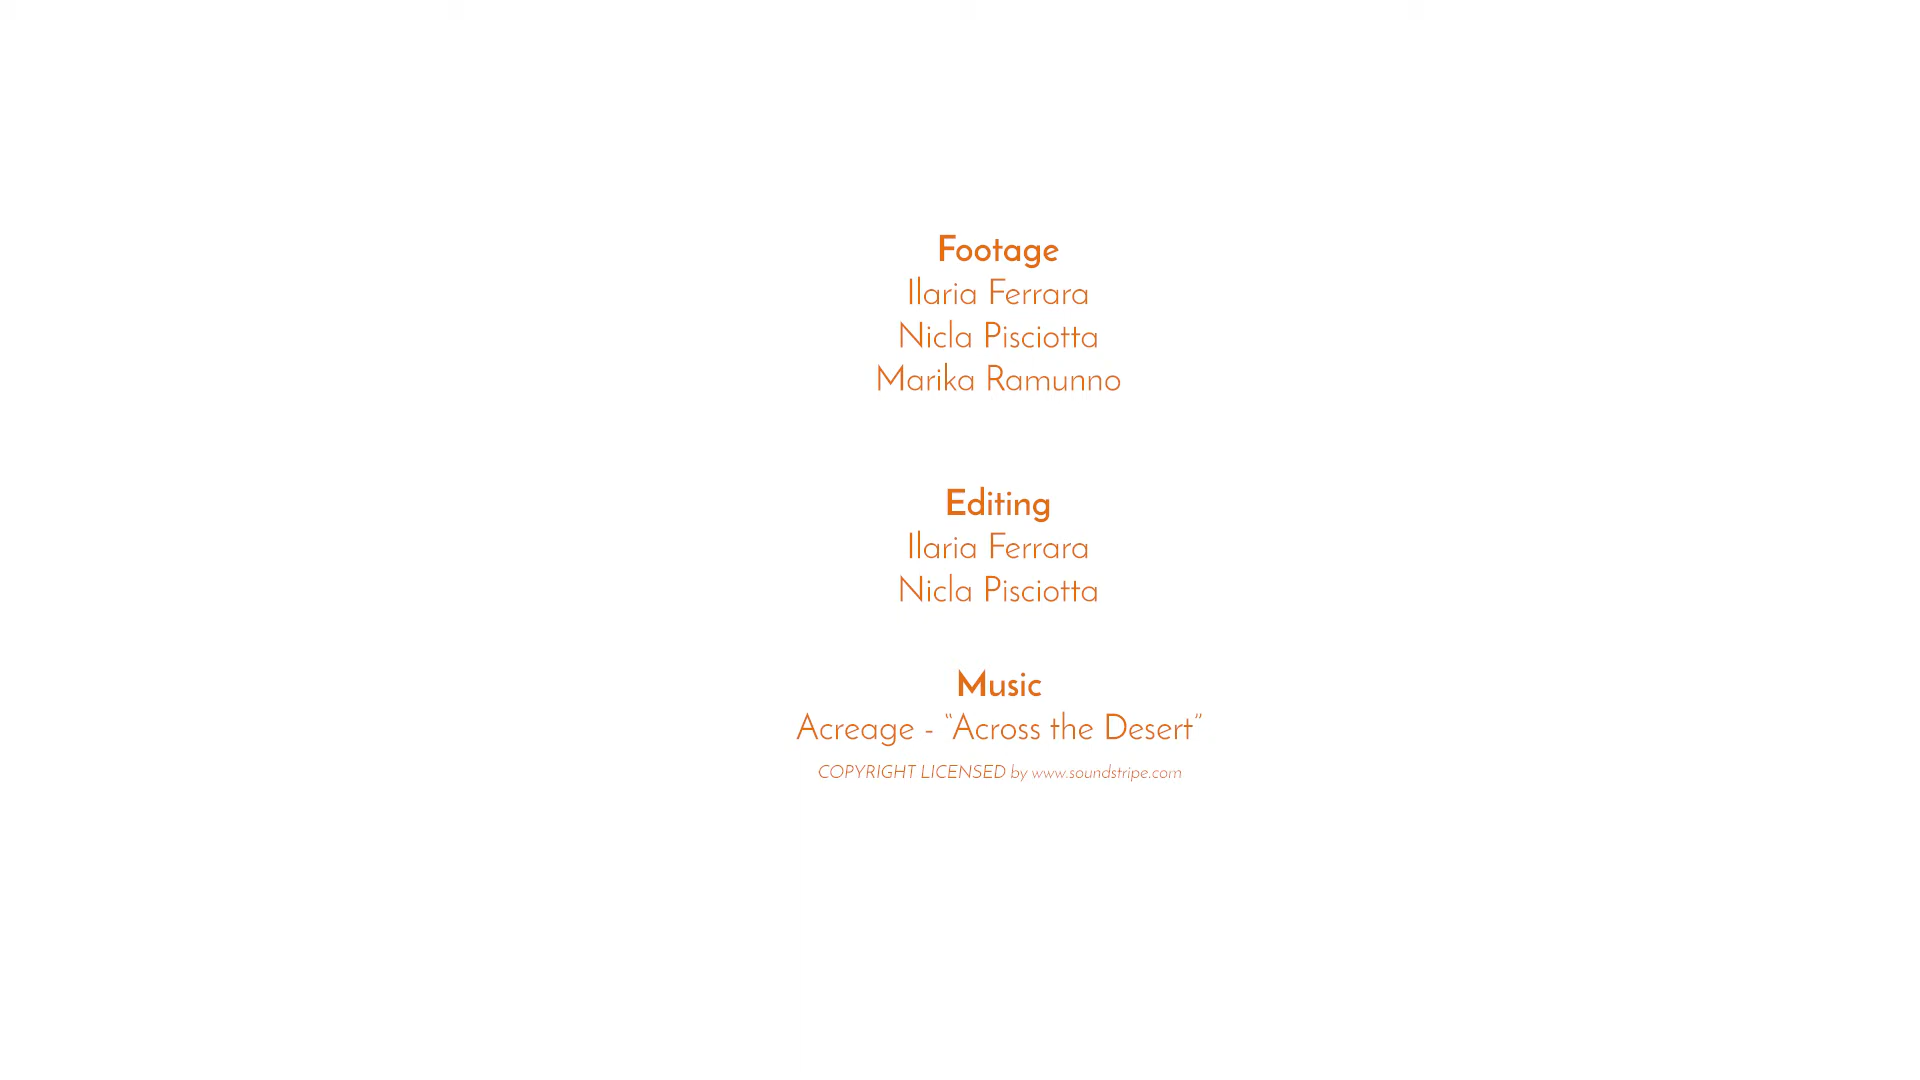 Footage
Ilaria Ferrara
Nicla Pisciotta
Marika Ramunno
Editing
Ilaria Ferrara
Nicla Pisciotta
Music
Acreage - “Across the Desert”
COPYRIGHT LICENSED by www.soundstripe.com